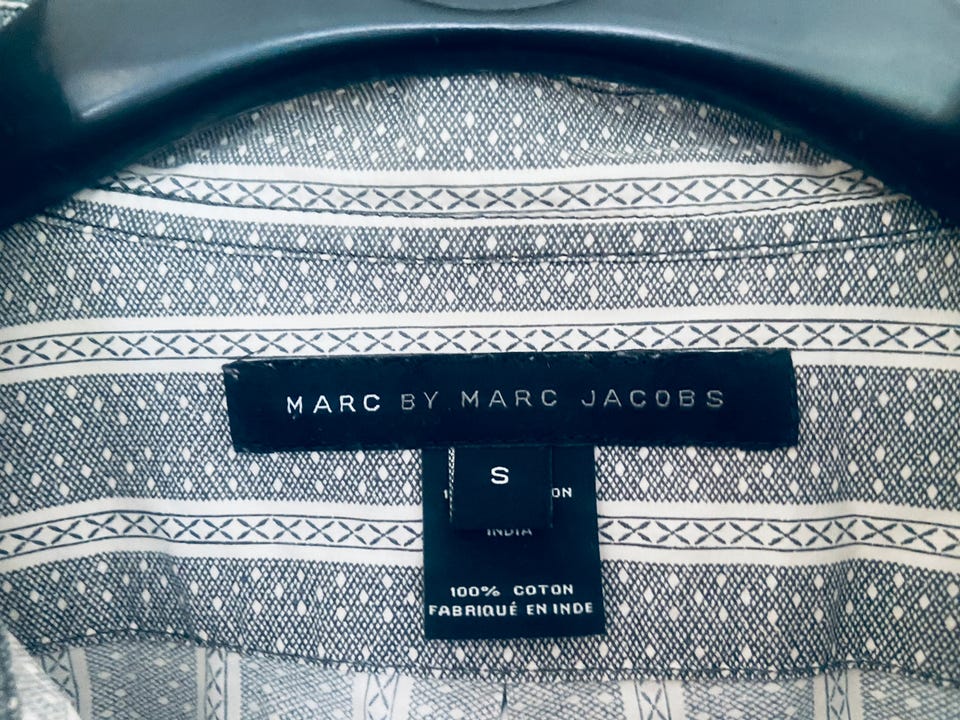 MARC BY MARC JACOBS
S
INDIA
100% COTON
FABRIQUÉ EN INDE